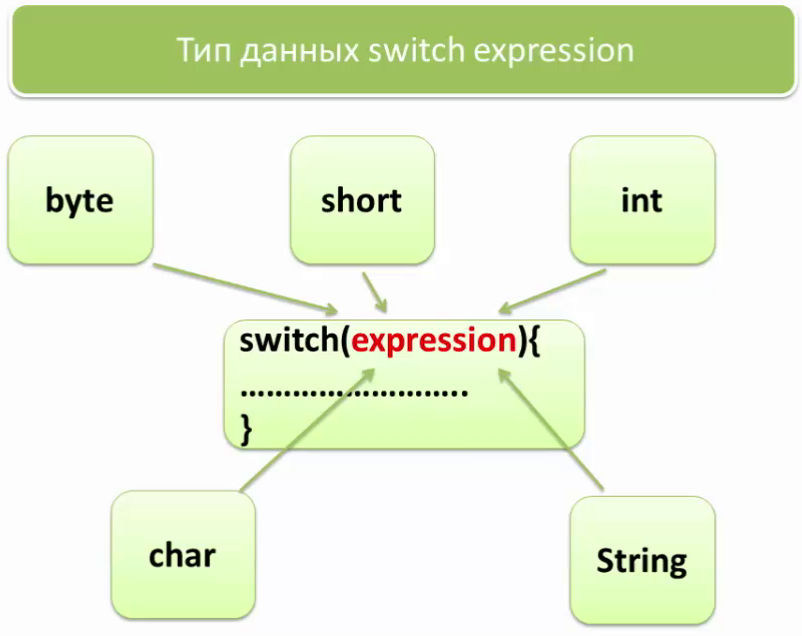 Тип данных switch expression
byte
short
int
switch(expression){
................................
}
char
String